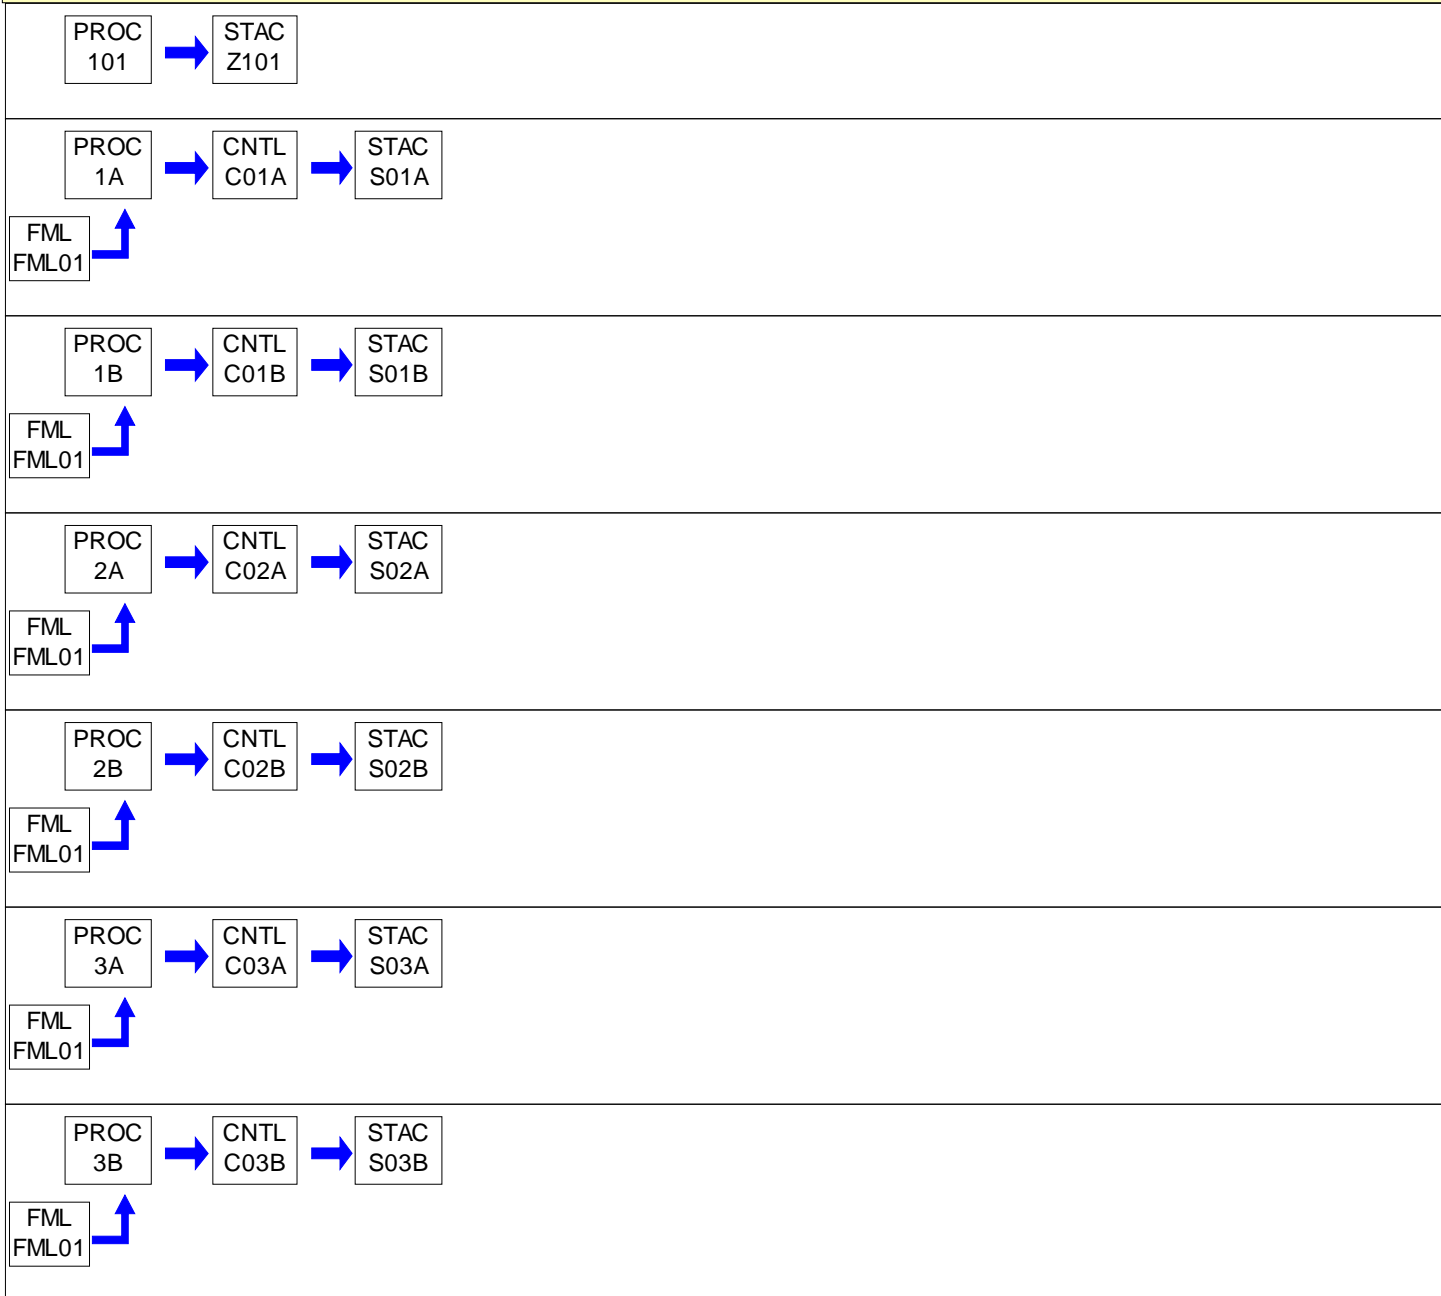 PROC
101
STAC
Z101
PROC
1A
CNTL
C01A
STAC
S01A
FML
FML01
PROC
1B
CNTL
C01B
STAC
S01B
FML
FML01
PROC
2A
CNTL
C02A
STAC
S02A
FML
FML01
PROC
2B
CNTL
C02B
STAC
S02B
FML
FML01
PROC
3A
CNTL
C03A
STAC
S03A
FML
FML01
PROC
3B
CNTL
C03B
STAC
S03B
FML
FML01